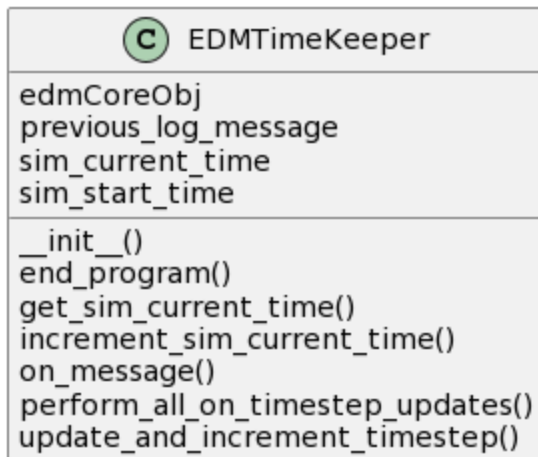 C EDMTimeKeeper
edmCoreObj
previous_log_message
sim_current_time
sim_start_time
__init__()
end_program()
get_sim_current_time()
increment_sim_current_time()
on_message()
perform_all_on_timestep_updates()
update_and_increment_timestep()